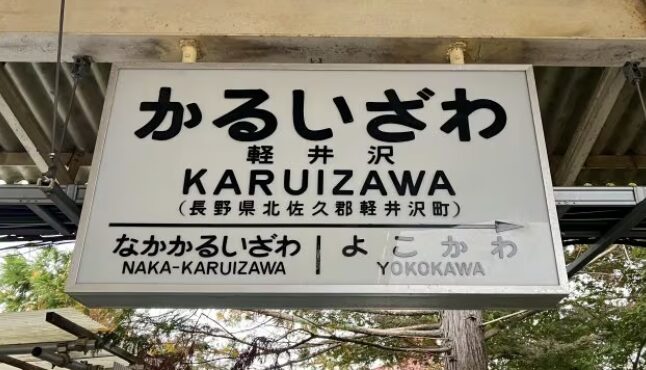 かるいざわ
軽井沢
KARUIZAWA
(長野県北佐久郡軽井沢町)
なかかるいざわ よこかわ
NAKA-KARUIZAWA YOKOKAWA